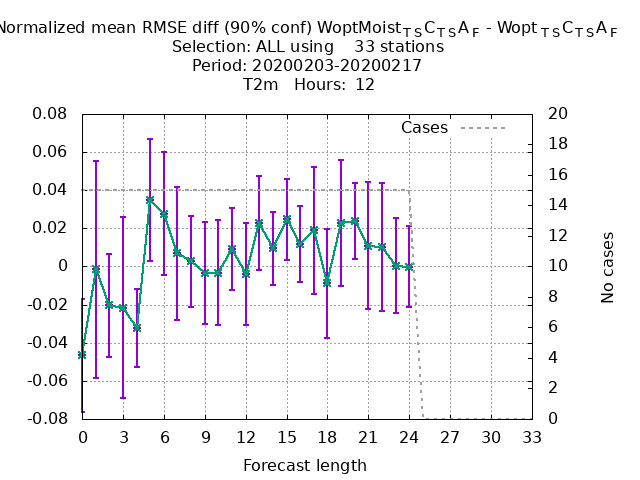 Normalized mean RMSE diff (90% conf) WoptMoist T S C T S A F - Wopt T S C T S A F
Selection: ALL using 33 stations
Period: 20200203-20200217
T2m Hours: 12
Cases
0.08
0.06
0.04
0.02
0
-0.02
-0.04
-0.06
-0.08
20
18
16
14
12
10
8
6
4
2
0
No cases
0 3 6 9 12 15 18 21 24 27 30 33
Forecast length